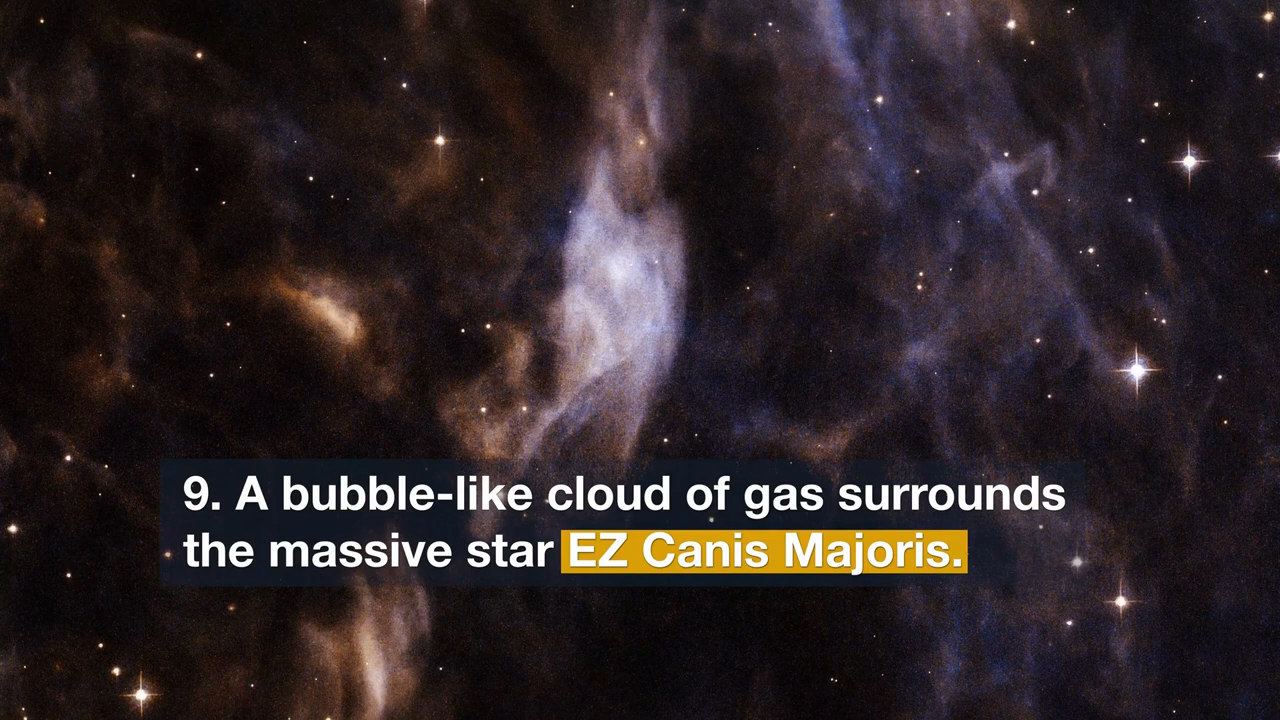 9. A bubble-like cloud of gas surrounds
the massive star EZ Canis Majoris.